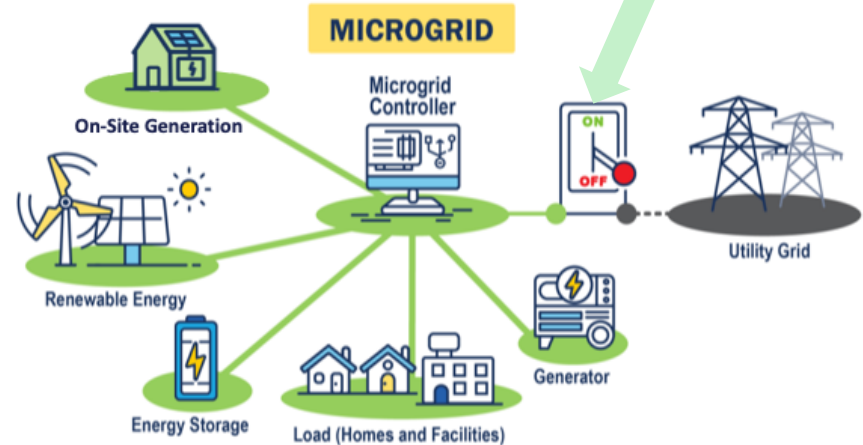 MICROGRID
Microgrid
Controller
On-Site Generation
ON
OFF
Utility Grid
Renewable Energy
Generator
Energy Storage
Load (Homes and Facilities)